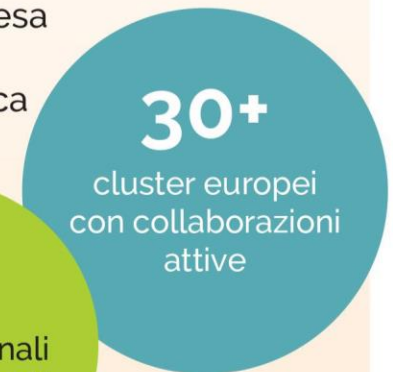 esa
ca
30+
cluster europei
con collaborazioni
attive
nali